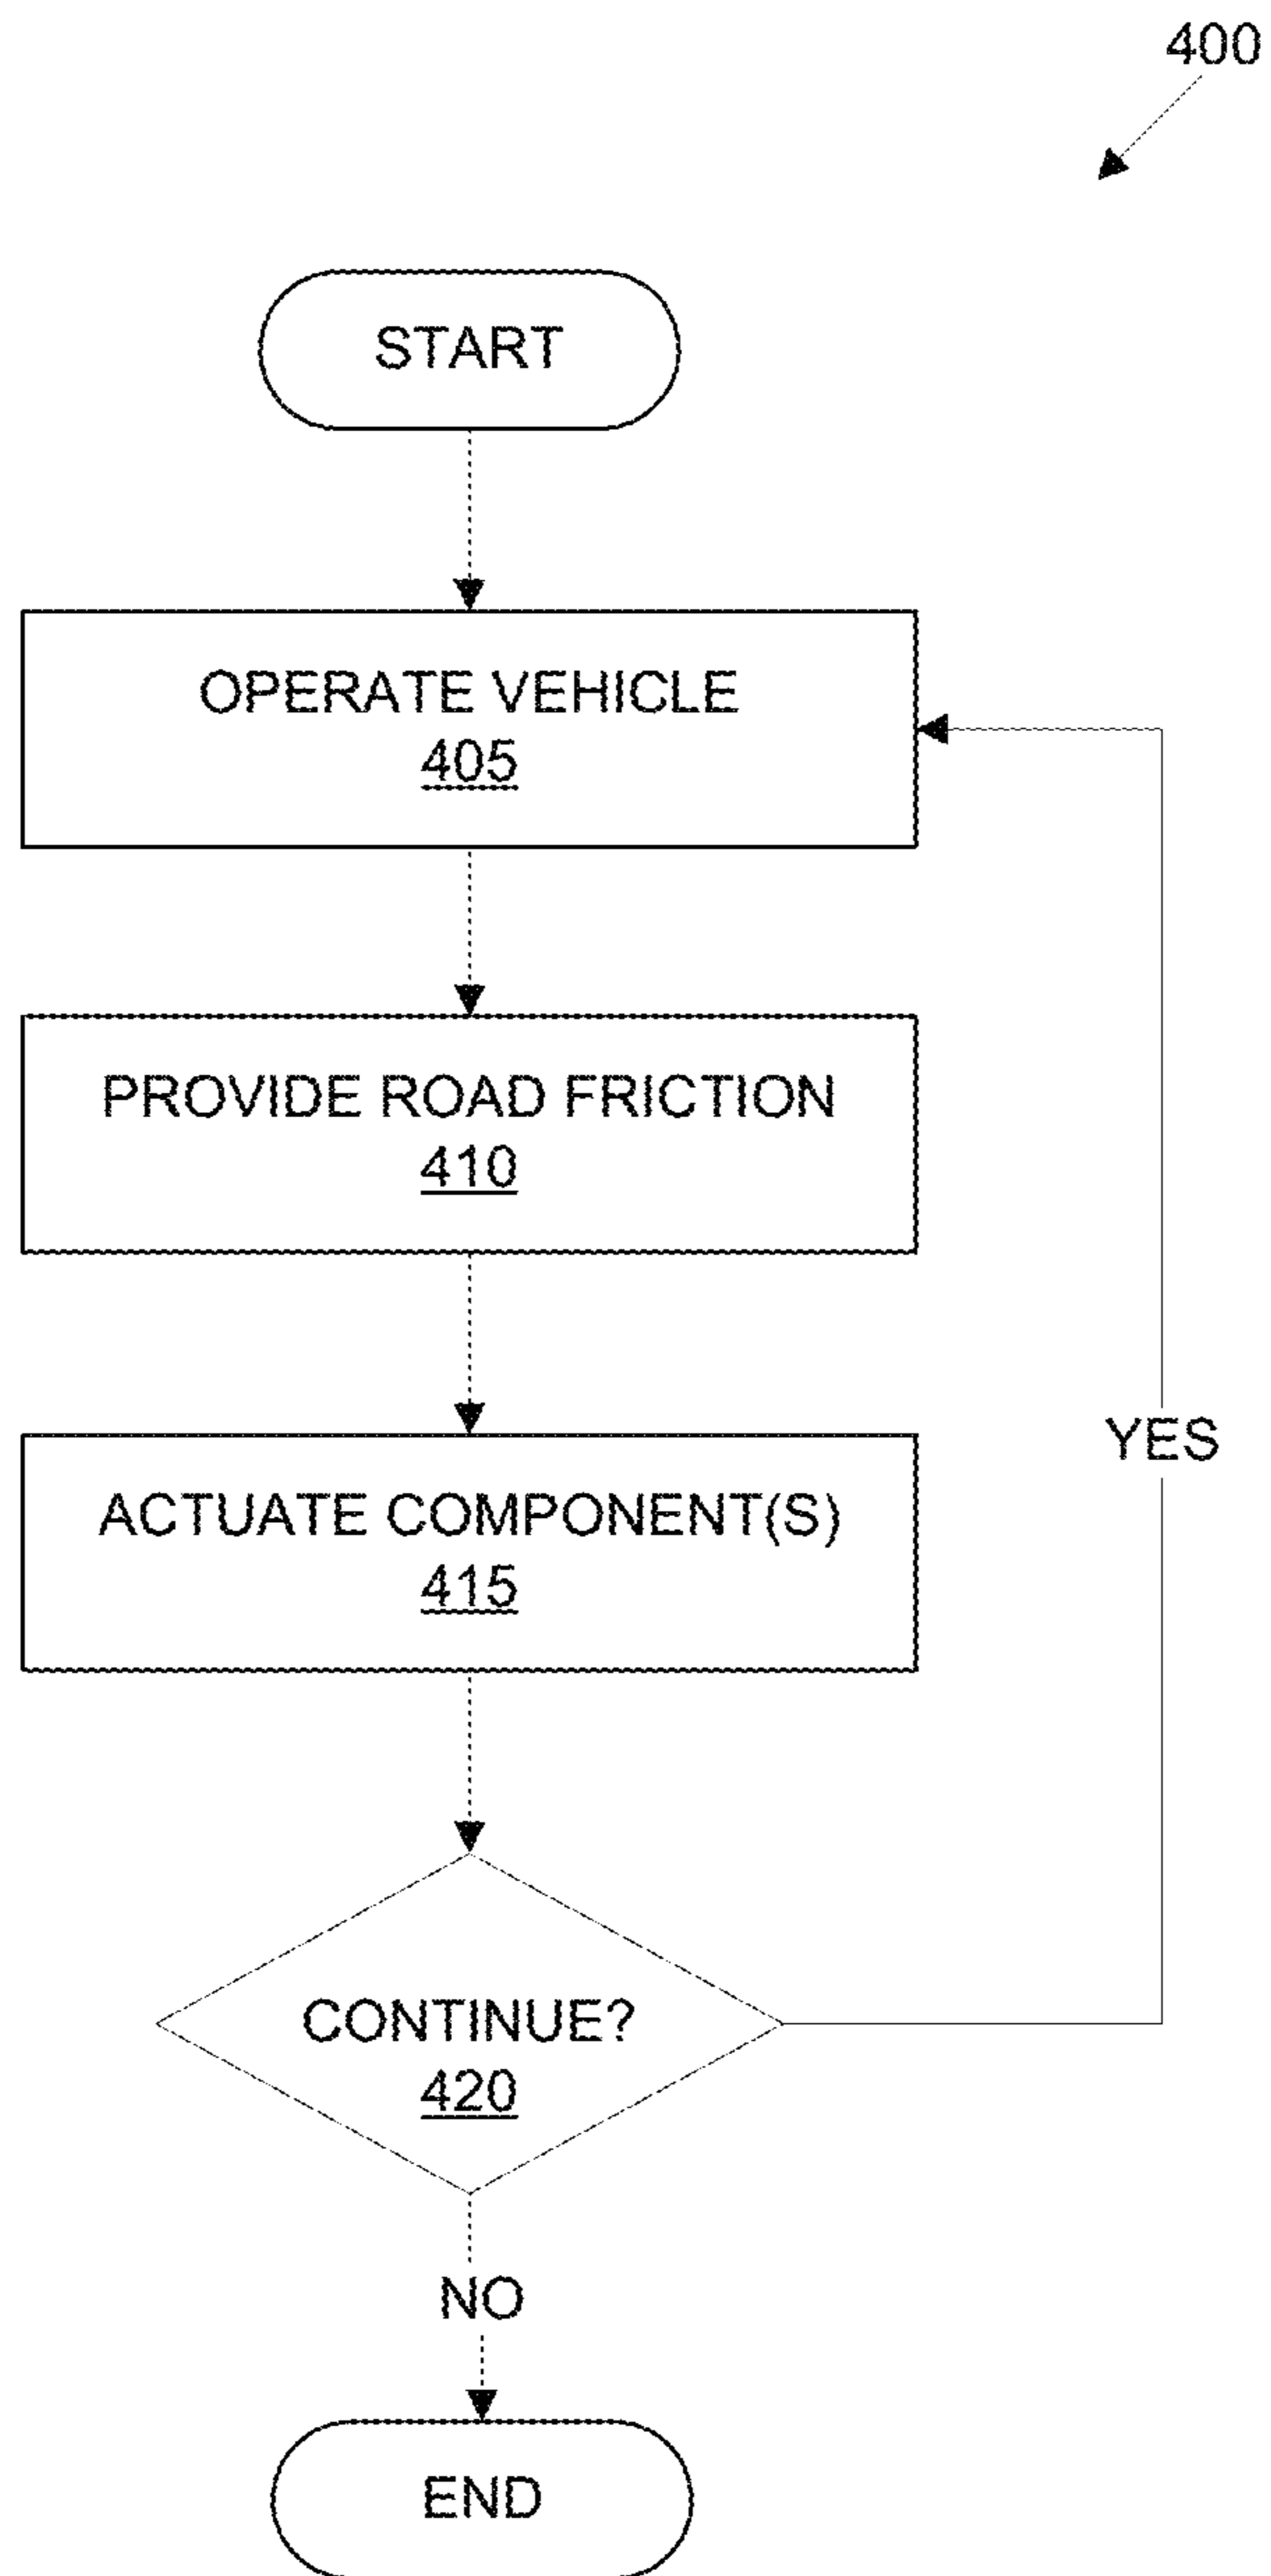 400
START
OPERATE VEHICLE
405
PROVIDE ROAD FRICTION
410
ACTUATE COMPONENT(S)
415
YES
CONTINUE?
420
NO
END